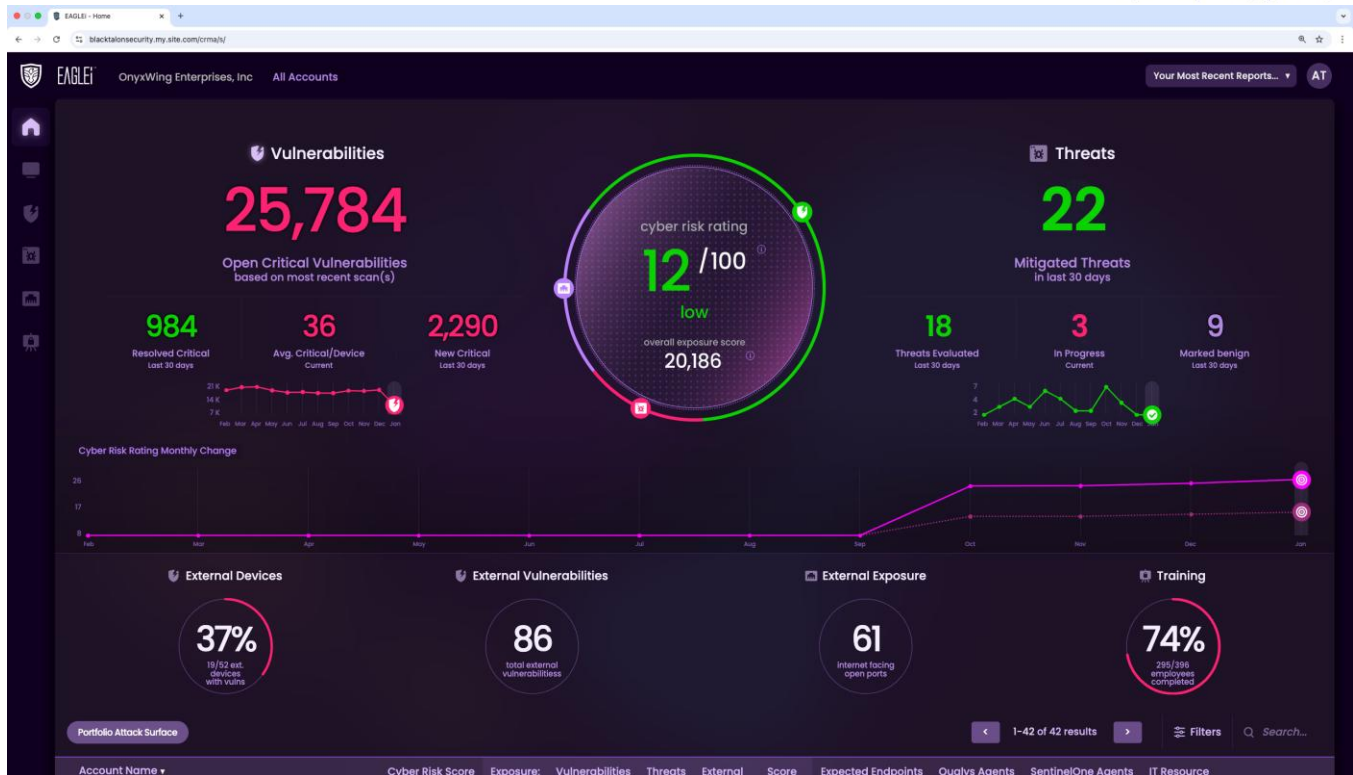 EAGLEi - Home
blacktalonsecurity.my.site.com/crma/s/
EAGLEi
OnyxWing Enterprises, Inc
All Accounts
Your Most Recent Reports...
AT
Vulnerabilities
25,784
Open Critical Vulnerabilities
based on most recent scan(s)
984
Resolved Critical
Last 30 days
36
Avg. Critical/Device
Current
2,290
New Critical
Last 30 days
21 K
14 K
7 K
Feb Mar Apr May Jun Jul Aug Sep Oct Nov Dec Jan
cyber risk rating
12 /100
low
overall exposure score
20,186
Threats
22
Mitigated Threats
in last 30 days
18
Threats Evaluated
Last 30 days
3
In Progress
Current
9
Marked benign
Last 30 days
7
4
2
Feb Mar Apr May Jun Jul Aug Sep Oct Nov Dec Jan
Cyber Risk Rating Monthly Change
26
17
8
Feb Mar Apr May Jun Jul Aug Sep Oct Nov Dec Jan
External Devices
37%
19/52 ext.
devices
with vulns
External Vulnerabilities
86
total external
vulnerabilitiess
External Exposure
61
internet facing
open ports
Training
74%
295/396
employees
completed
Portfolio Attack Surface
1-42 of 42 results
Filters
Search...
Account Name Cyber Risk Score Exposure: Vulnerabilities Threats External Score Expected Endpoints Qualys Agents SentinelOne Agents IT Resource